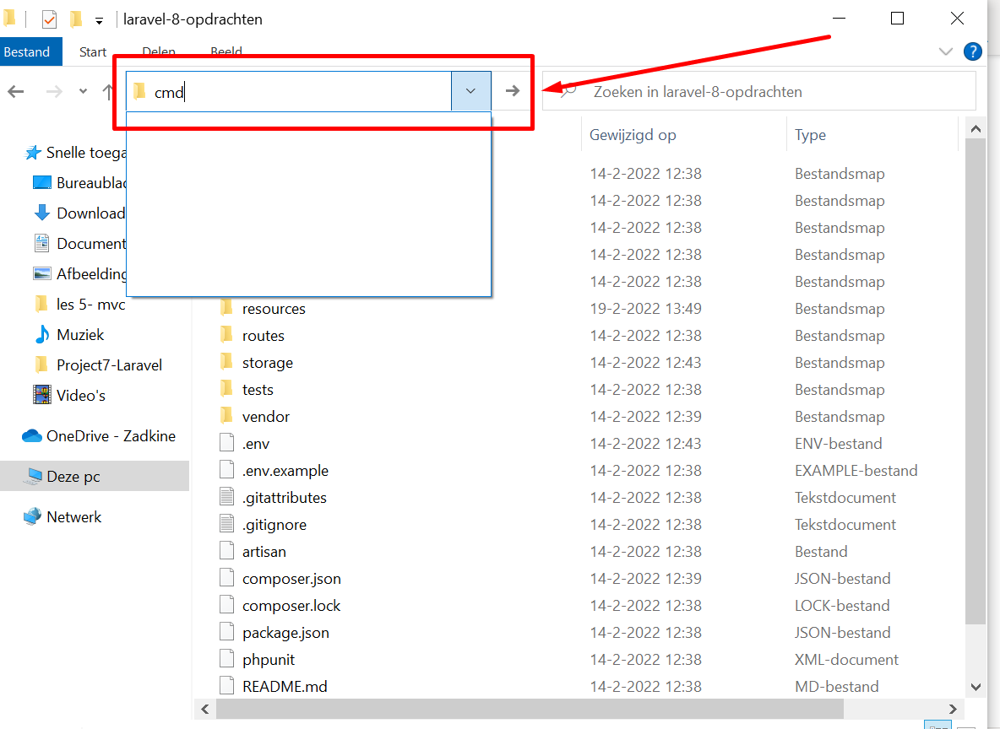 laravel-8-opdrachten
Bestand Start Delen Beeld
cmd
Zoeken in laravel-8-opdrachten
Gewijzigd op Type
Snelle toega
Bureaublad
Download
Document
Afbeelding
les 5- mvc
Muziek
Project7-Laravel
Video's
OneDrive - Zadkine
Deze pc
Netwerk
14-2-2022 12:38 Bestandsmap
14-2-2022 12:38 Bestandsmap
14-2-2022 12:38 Bestandsmap
14-2-2022 12:38 Bestandsmap
14-2-2022 12:38 Bestandsmap
resources 19-2-2022 13:49 Bestandsmap
routes 14-2-2022 12:38 Bestandsmap
storage 14-2-2022 12:43 Bestandsmap
tests 14-2-2022 12:38 Bestandsmap
vendor 14-2-2022 12:39 Bestandsmap
.env 14-2-2022 12:43 ENV-bestand
.env.example 14-2-2022 12:38 EXAMPLE-bestand
.gitattributes 14-2-2022 12:38 Tekstdocument
.gitignore 14-2-2022 12:38 Tekstdocument
artisan 14-2-2022 12:38 Bestand
composer.json 14-2-2022 12:39 JSON-bestand
composer.lock 14-2-2022 12:38 LOCK-bestand
package.json 14-2-2022 12:38 JSON-bestand
phpunit 14-2-2022 12:38 XML-document
README.md 14-2-2022 12:38 MD-bestand